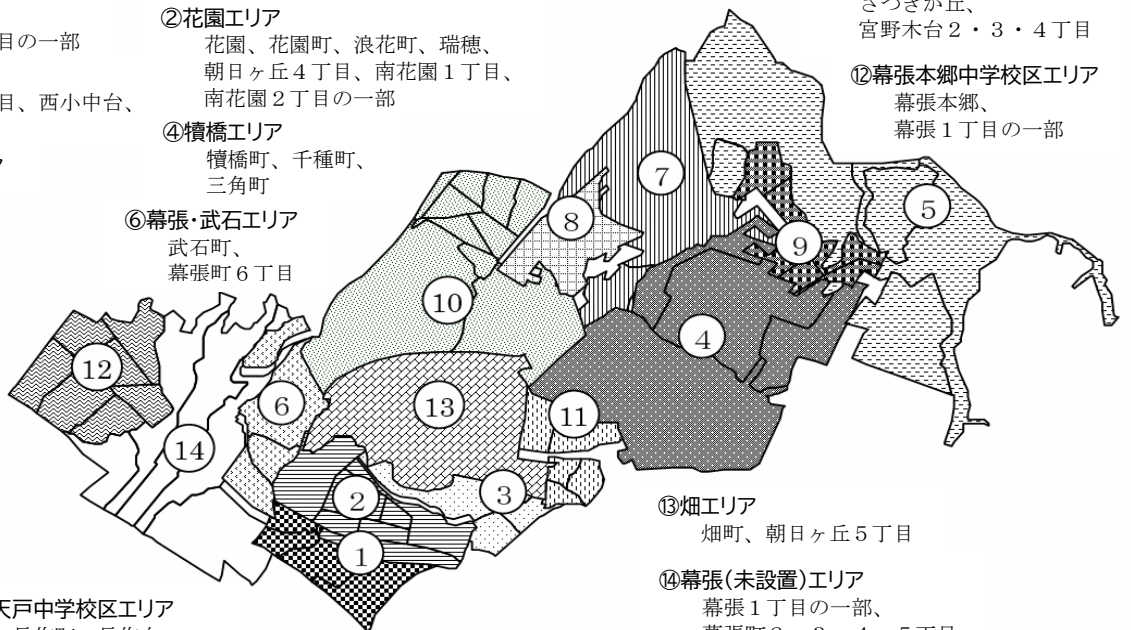 目の一部
目、西小中台、
②花園エリア
花園、花園町、浪花町、瑞穂、
朝日ヶ丘４丁目、南花園１丁目、
南花園２丁目の一部
④犢橋エリア
犢橋町、千種町、
三角町
⑥幕張・武石エリア
武石町、
幕張町６丁目
さつきが丘、
宮野木台２・３・４丁目
⑫幕張本郷中学校区エリア
幕張本郷、
幕張１丁目の一部
7
8
5
9
10
4
12
6
13
11
14
2
3
1
⑬畑エリア
畑町、朝日ヶ丘５丁目
⑭幕張(未設置)エリア
幕張１丁目の一部、
天戸中学校区エリア